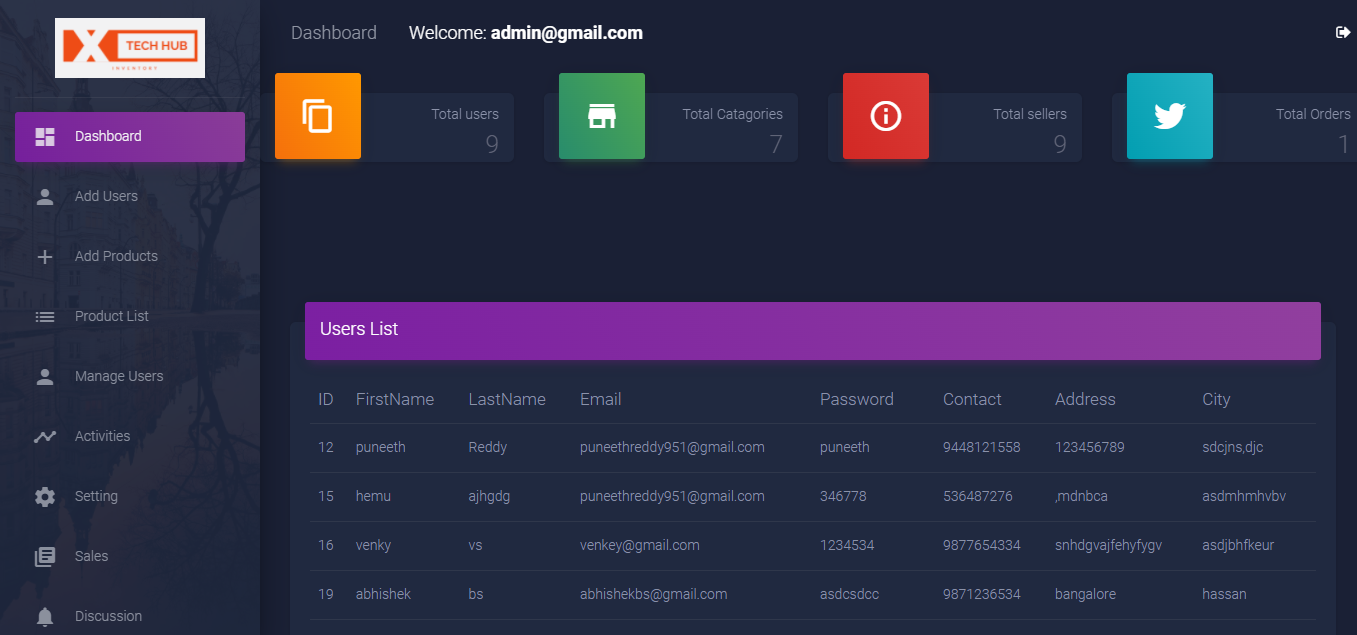 TECH HUB
INVENTORY
Dashboard Welcome: admin@gmail.com
Dashboard
Add Users
Add Products
Product List
Manage Users
Activities
Setting
Sales
Discussion
Total users
9
Total Catagories
7
Total sellers
9
Total Orders
1
Users List
ID FirstName LastName Email Password Contact Address City
12 puneeth Reddy puneethreddy951@gmail.com puneeth 9448121558 123456789 sdcjns,djc
15 hemu ajhgdg puneethreddy951@gmail.com 346778 536487276 ,mdnbca asdmhmhvbv
16 venky vs venkey@gmail.com 1234534 9877654334 snhdgvajfehyfygv asdjbhfkeur
19 abhishek bs abhishekbs@gmail.com asdcsdcc 9871236534 bangalore hassan